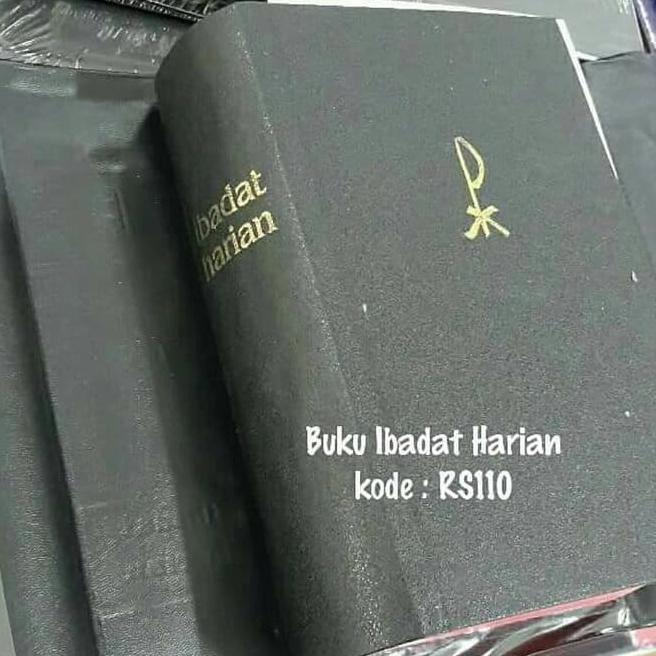 Ibadat
harian
Buku Ibadat Harian
kode : RS110